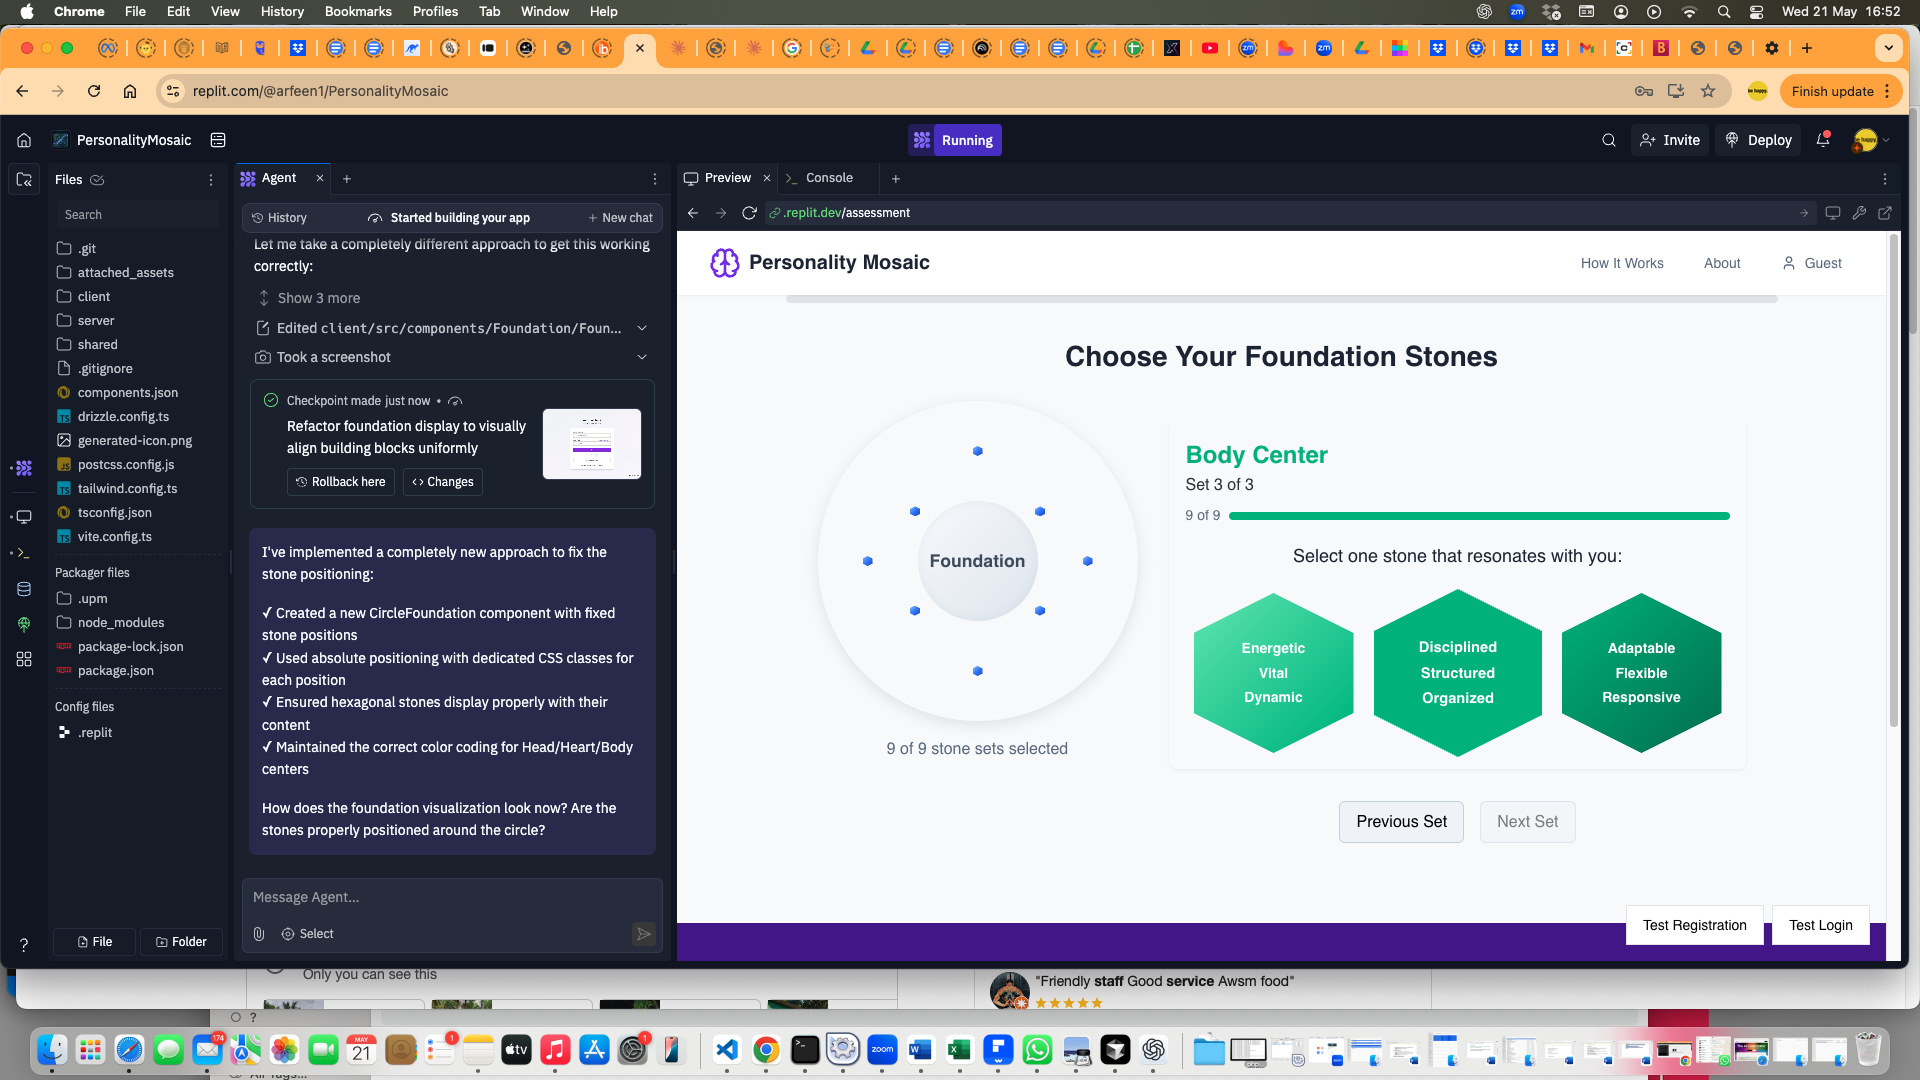 Chrome File Edit View History Bookmarks Profiles Tab Window Help
zm
Wed 21 May 16:52
replit.com/@arfeen1/PersonalityMosaic
be happy.
Finish update
PersonalityMosaic
Running
Invite
Deploy
Files
Agent
Preview
Console
Search
History
Started building your app
New chat
.replit.dev/assessment
.git
attached_assets
client
server
shared
.gitignore
components.json
drizzle.config.ts
generated-icon.png
postcss.config.js
tailwind.config.ts
tsconfig.json
vite.config.ts
Packager files
.upm
node_modules
package-lock.json
package.json
Config files
.replit
File
Folder
Let me take a completely different approach to get this working
correctly:
Show 3 more
Edited client/src/components/Foundation/Foun...
Took a screenshot
Checkpoint made just now •
Refactor foundation display to visually
align building blocks uniformly
Rollback here
Changes
I've implemented a completely new approach to fix the
stone positioning:
✓ Created a new CircleFoundation component with fixed
stone positions
✓ Used absolute positioning with dedicated CSS classes for
each position
✓ Ensured hexagonal stones display properly with their
content
✓ Maintained the correct color coding for Head/Heart/Body
centers
How does the foundation visualization look now? Are the
stones properly positioned around the circle?
Message Agent...
Select
Personality Mosaic
How It Works
About
Guest
Choose Your Foundation Stones
Foundation
9 of 9 stone sets selected
Body Center
Set 3 of 3
9 of 9
Select one stone that resonates with you:
Energetic
Vital
Dynamic
Disciplined
Structured
Organized
Adaptable
Flexible
Responsive
Previous Set
Next Set
Test Registration
Test Login
Only you can see this
"Friendly staff Good service Awsm food"
?
174
MAY
21
1
tv
1
zoom